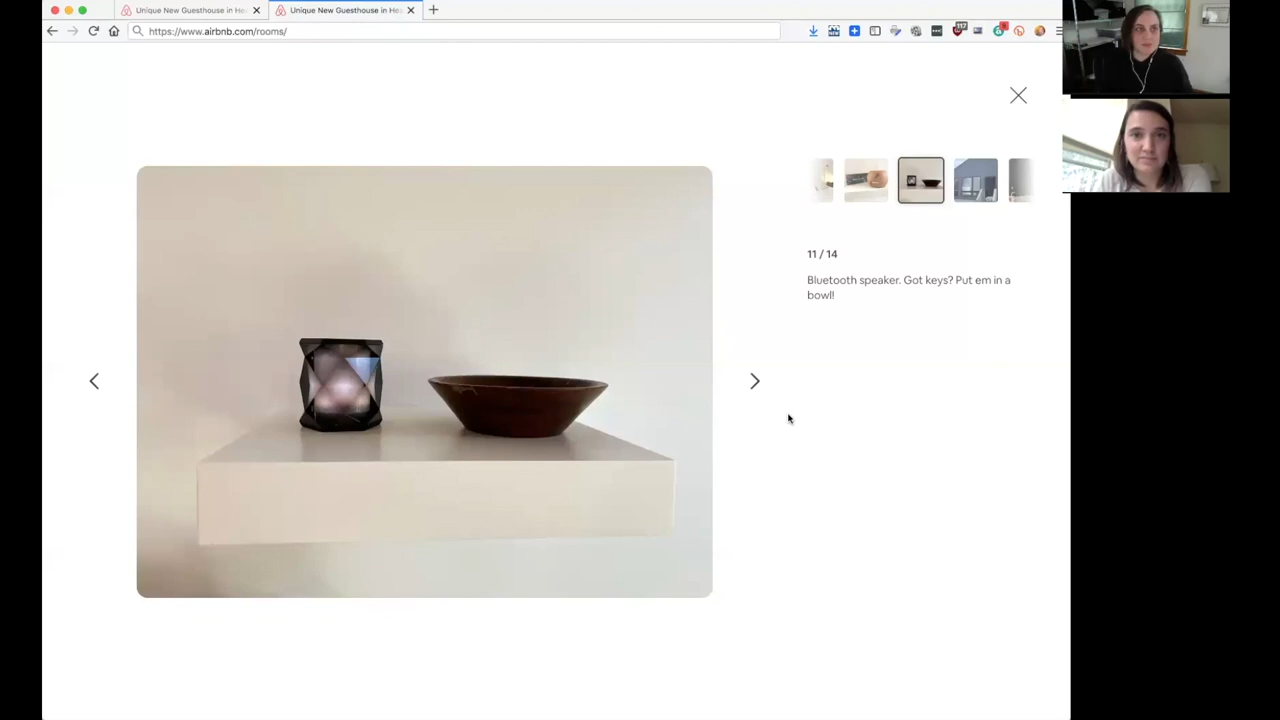 Unique New Guesthouse in He
Unique New Guesthouse in He
https://www.airbnb.com/rooms/
11 / 14
Bluetooth speaker. Got keys? Put em in a
bowl!